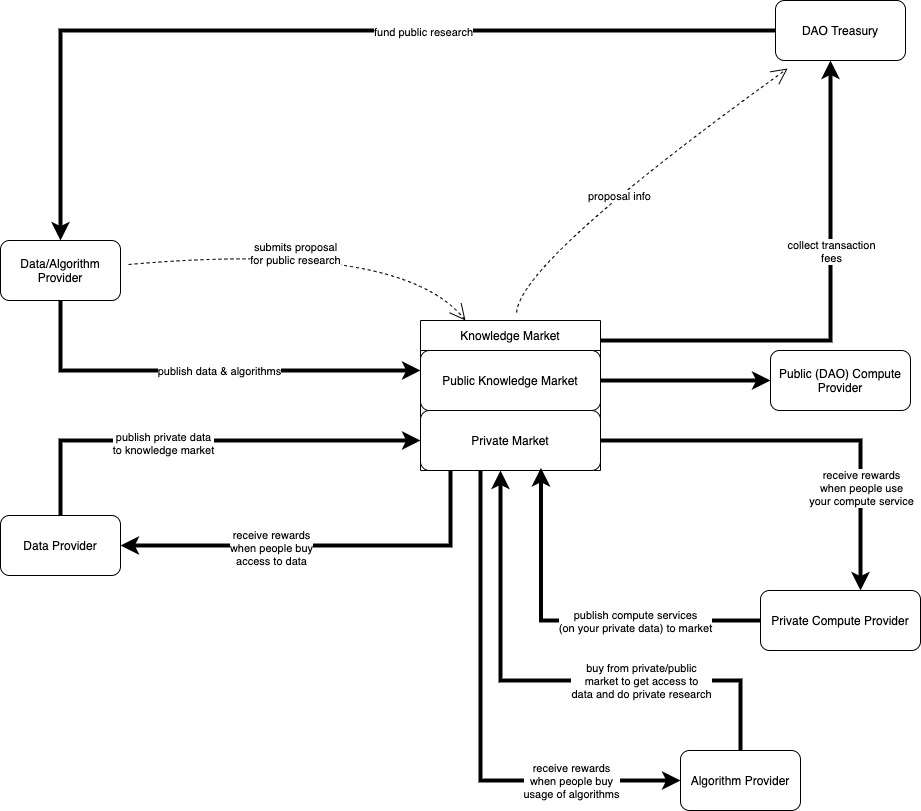 DAO Treasury
fund public research
proposal info
collect transaction
fees
submits proposal
for public research
Data/Algorithm
Provider
Knowledge Market
publish data & algorithms
Public Knowledge Market
Public (DAO) Compute
Provider
publish private data
to knowledge market
Private Market
receive rewards
when people use
your compute service
Data Provider
receive rewards
when people buy
access to data
publish compute services
(on your private data) to market
Private Compute Provider
buy from private/public
market to get access to
data and do private research
receive rewards
when people buy
usage of algorithms
Algorithm Provider